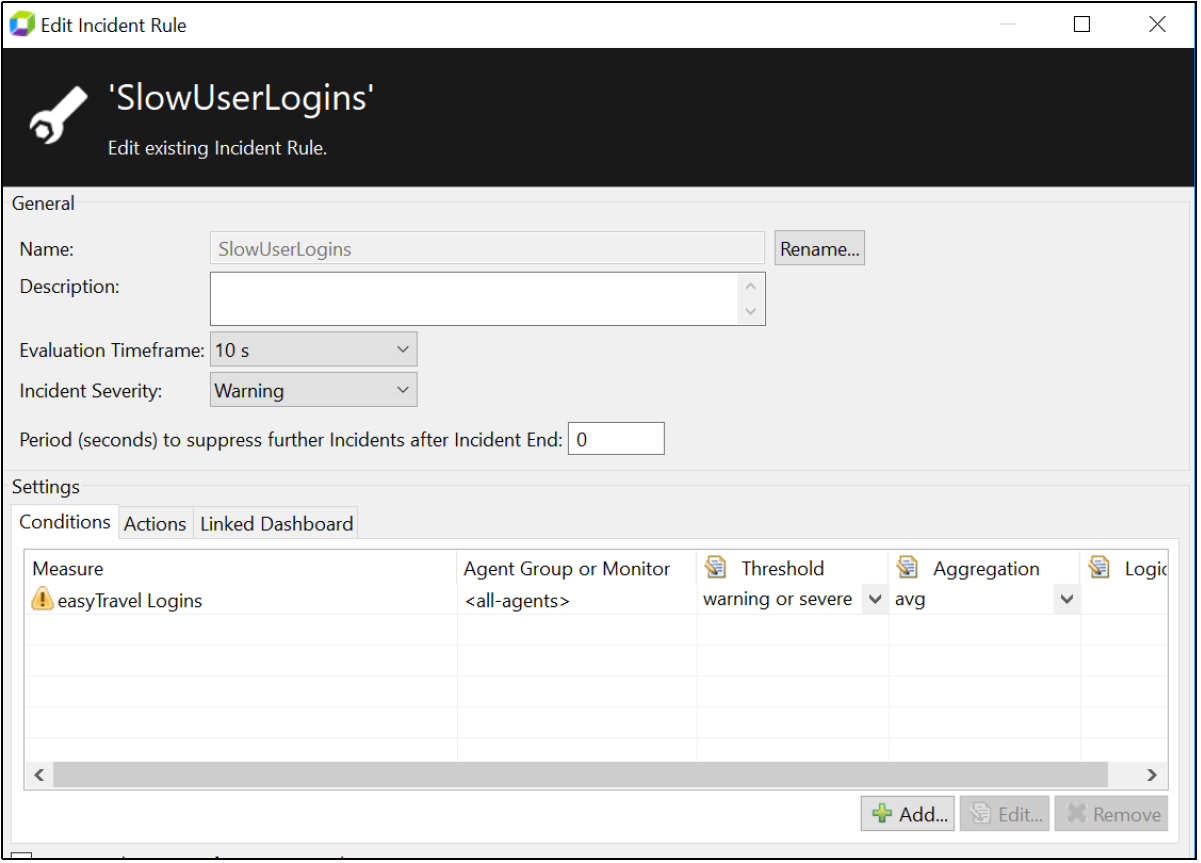 Edit Incident Rule
'SlowUserLogins'
Edit existing Incident Rule.
General
Name: SlowUserLogins Rename...
Description:
Evaluation Timeframe: 10 s
Incident Severity: Warning
Period (seconds) to suppress further Incidents after Incident End: 0
Settings
Conditions Actions Linked Dashboard
Measure Agent Group or Monitor Threshold Aggregation
easyTravel Logins <all-agents> warning or severe avg
Add... Edit... Remove